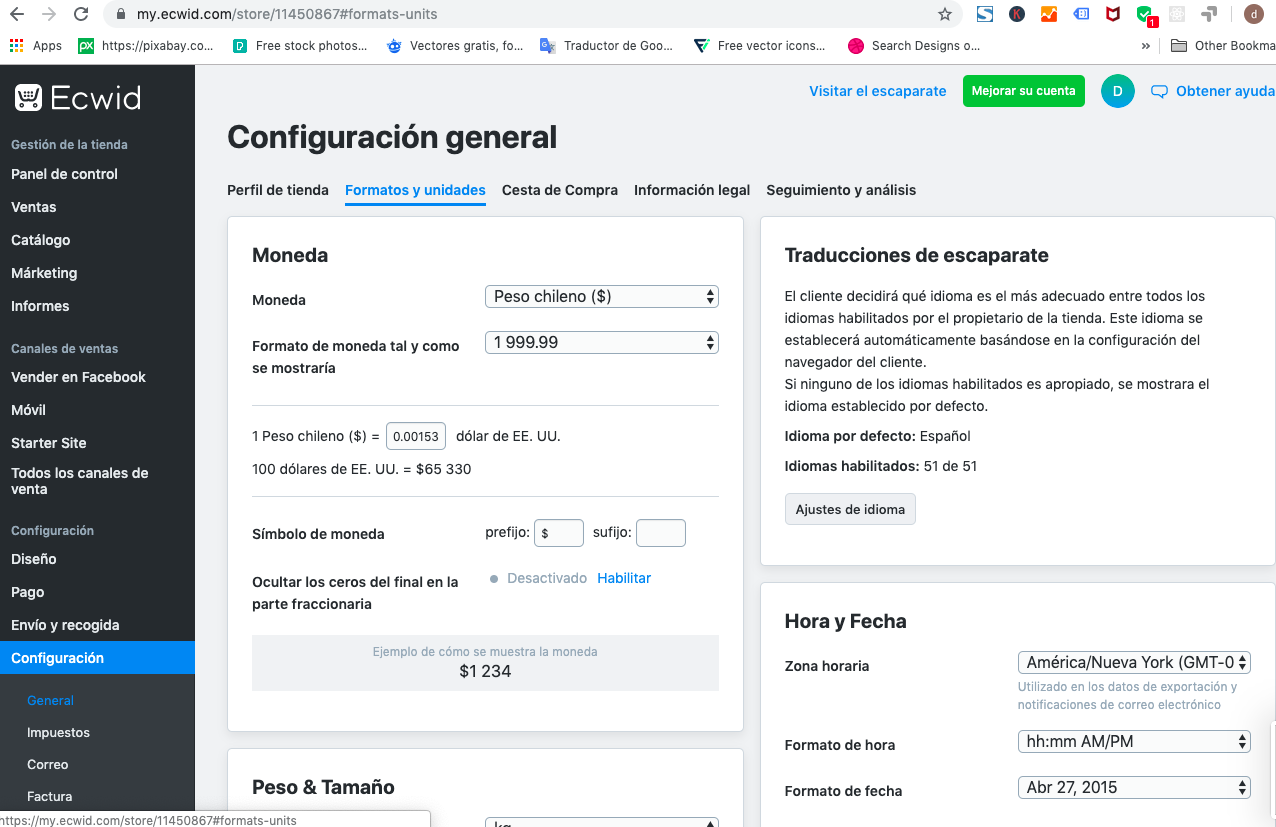 my.ecwid.com/store/11450867#formats-units
1
d
Apps
https://pixabay.co...
Free stock photos...
Vectores gratis, fo...
Traductor de Goo...
Free vector icons...
Search Designs o...
»
Other Bookma
Ecwid
Visitar el escaparate
Mejorar su cuenta
D
Obtener ayuda
Gestión de la tienda
Panel de control
Ventas
Catálogo
Márketing
Informes
Canales de ventas
Vender en Facebook
Móvil
Starter Site
Todos los canales de
venta
Configuración
Diseño
Pago
Envío y recogida
Configuración
General
Impuestos
Correo
Factura
Configuración general
Perfil de tienda
Formatos y unidades
Cesta de Compra
Información legal
Seguimiento y análisis
Moneda
Moneda
Peso chileno ($)
Formato de moneda tal y como
se mostraría
1 999.99
1 Peso chileno ($) = 0.00153 dólar de EE. UU.
100 dólares de EE. UU. = $65 330
Símbolo de moneda
prefijo: $ sufijo:
Ocultar los ceros del final en la
parte fraccionaria
Desactivado Habilitar
Ejemplo de cómo se muestra la moneda
$1 234
Peso & Tamaño
kg
Traducciones de escaparate
El cliente decidirá qué idioma es el más adecuado entre todos los
idiomas habilitados por el propietario de la tienda. Este idioma se
establecerá automáticamente basándose en la configuración del
navegador del cliente.
Si ninguno de los idiomas habilitados es apropiado, se mostrara el
idioma establecido por defecto.
Idioma por defecto: Español
Idiomas habilitados: 51 de 51
Ajustes de idioma
Hora y Fecha
Zona horaria
América/Nueva York (GMT-0
Utilizado en los datos de exportación y
notificaciones de correo electrónico
Formato de hora
hh:mm AM/PM
Formato de fecha
Abr 27, 2015
https://my.ecwid.com/store/11450867#formats-units